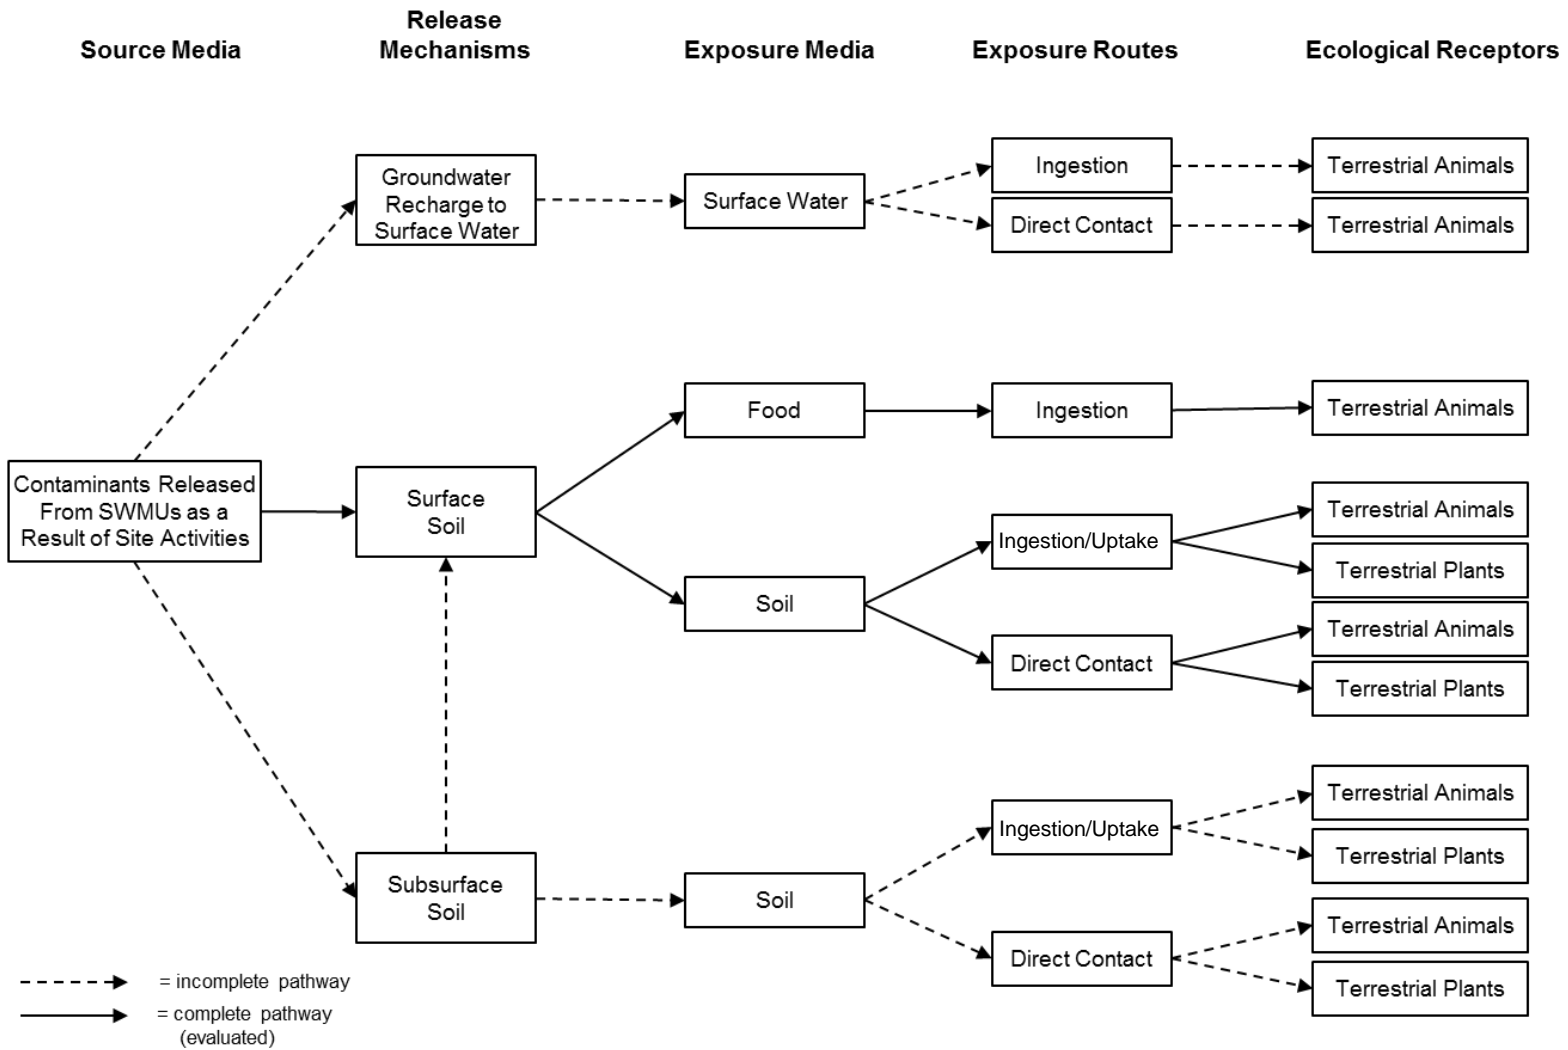 Source Media
Release
Mechanisms
Exposure Media
Exposure Routes
Ecological Receptors
Groundwater
Recharge to
Surface Water
Surface Water
Ingestion
Terrestrial Animals
Direct Contact
Terrestrial Animals
Food
Ingestion
Terrestrial Animals
Contaminants Released
From SWMUs as a
Result of Site Activities
Surface
Soil
Soil
Ingestion/Uptake
Terrestrial Animals
Terrestrial Plants
Direct Contact
Terrestrial Animals
Terrestrial Plants
Subsurface
Soil
Soil
Ingestion/Uptake
Terrestrial Animals
Terrestrial Plants
Direct Contact
Terrestrial Animals
Terrestrial Plants
= incomplete pathway
= complete pathway
(evaluated)